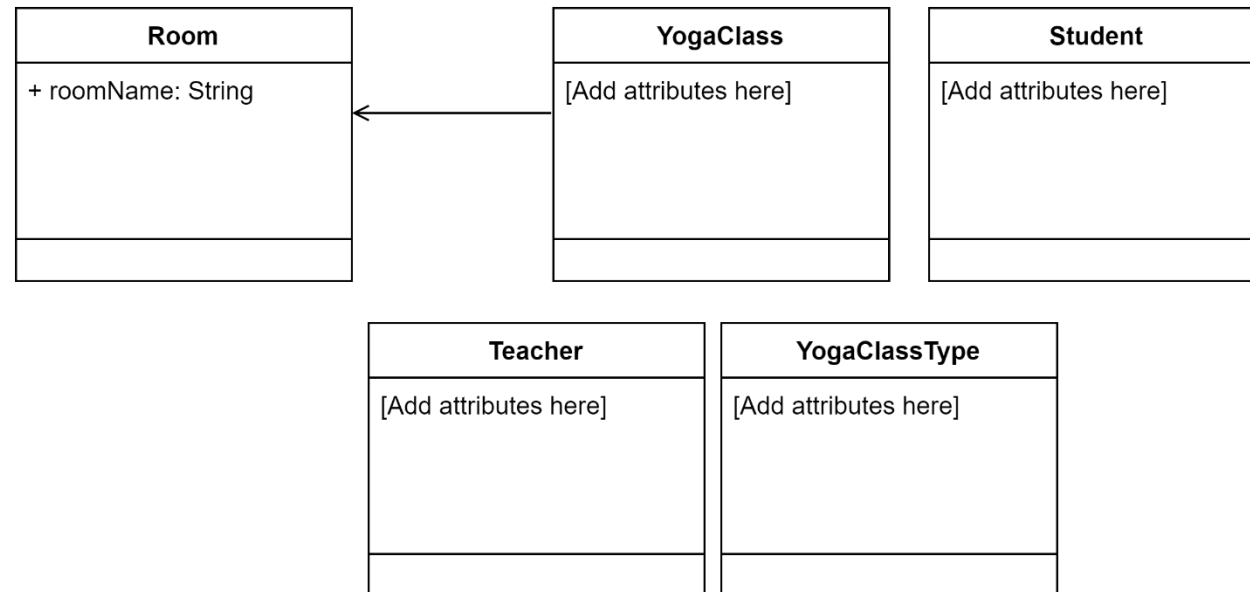 Room
+ roomName: String
YogaClass
[Add attributes here]
Student
[Add attributes here]
Teacher
[Add attributes here]
YogaClassType
[Add attributes here]